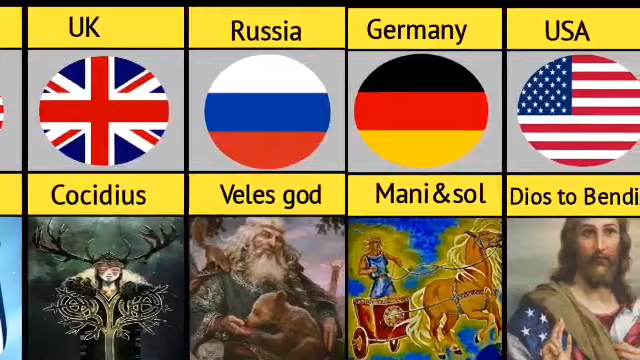 UK
Russia
Germany
USA
Cocidius
Veles god
Mani&sol
Dios to Bendi